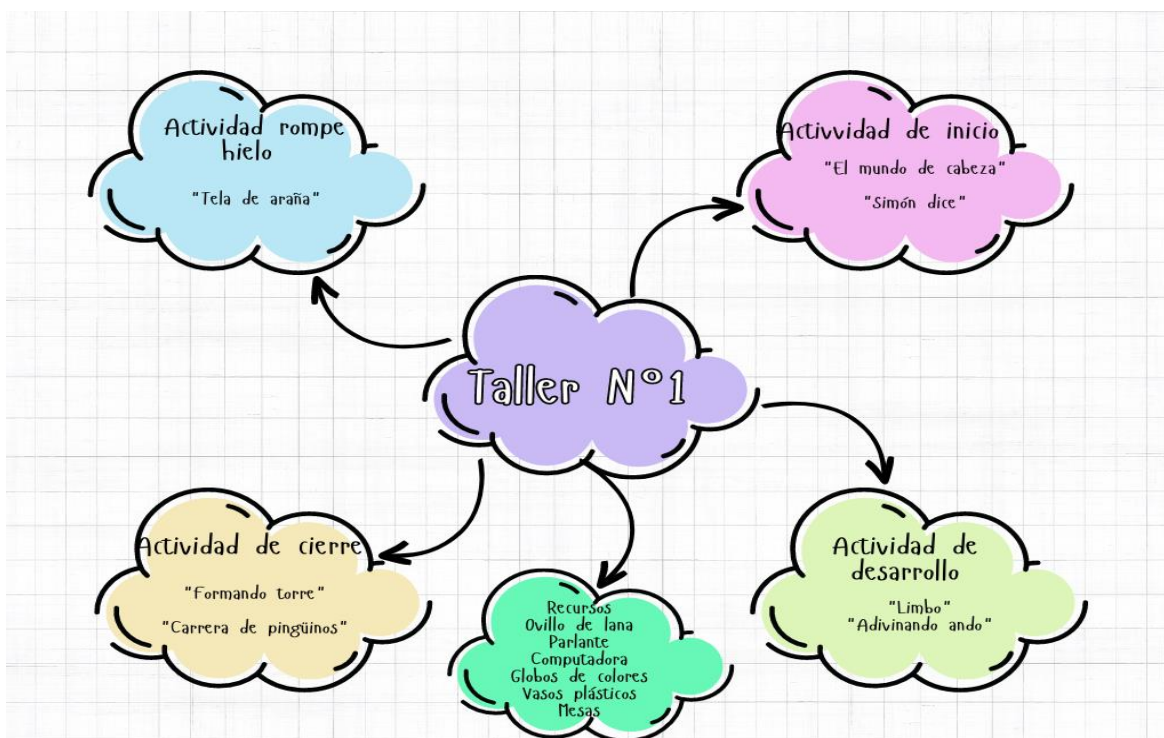 Actividad rompe
hielo
"Tela de araña"
Activvidad de inicio
"El mundo de cabeza"
"Simón dice"
Taller N°1
Actividad de cierre
"Formando torre"
"Carrera de pingüinos"
Recursos
Ovillo de lana
Parlante
Computadora
Globos de colores
Vasos plásticos
Mesas
Actividad de
desarrollo
"Limbo"
"Adivinando ando"